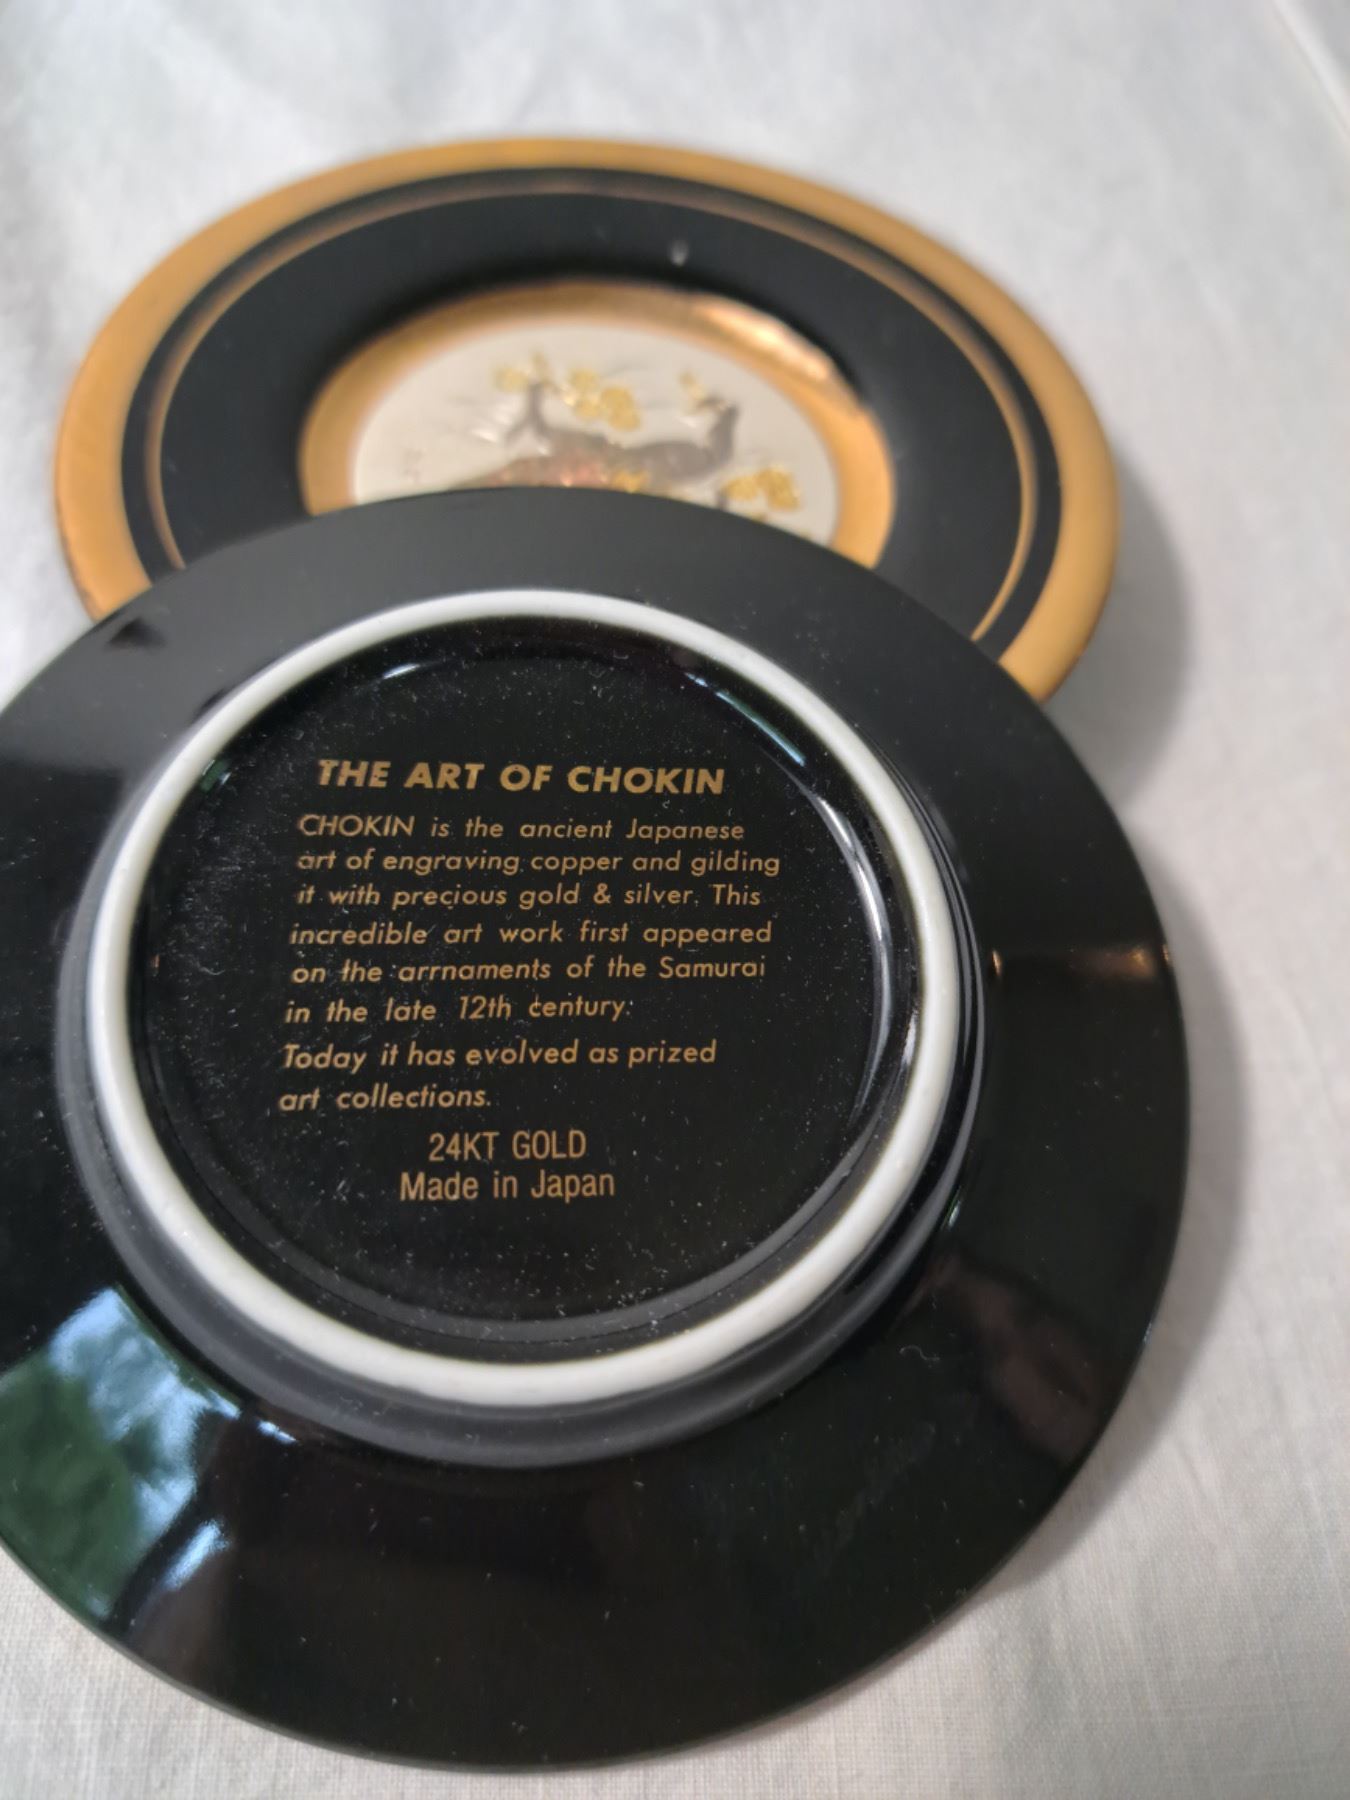 THE ART OF CHOKIN
CHOKIN is the ancient Japanese
art of engraving copper and gilding
it with precious gold & silver. This
incredible art work first appeared
on the arrnaments of the Samurai
in the late 12th century.
Today it has evolved as prized
art collections.
24KT GOLD
Made in Japan